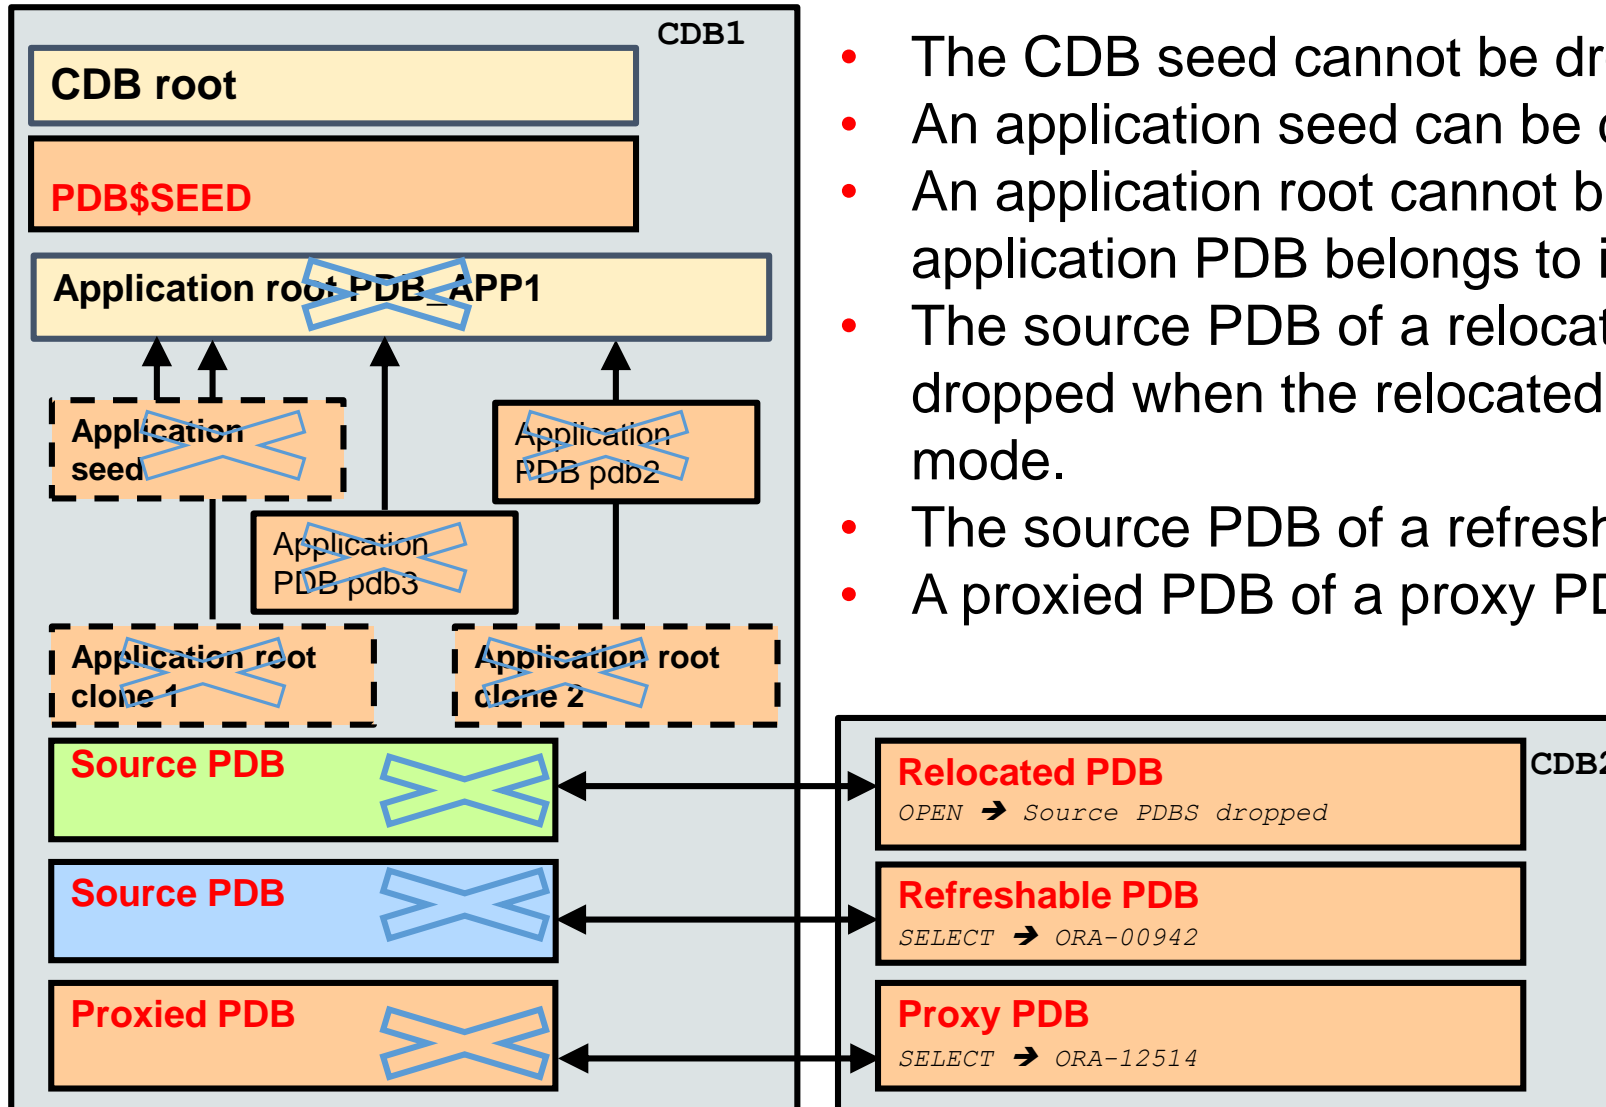 CDB1
CDB root
PDB$SEED
Application root PDB_APP1
Application
seed
Application
PDB pdb2
Application
PDB pdb3
Application root
clone 1
Application root
clone 2
Source PDB
Source PDB
Proxied PDB
• The CDB seed cannot be
• An application seed can be
• An application root cannot
application PDB belongs to
• The source PDB of a
dropped when the relocated
mode.
• The source PDB of a
• A proxied PDB of a proxy
CDB2
Relocated PDB
OPEN ➔ Source PDBS dropped
Refreshable PDB
SELECT ➔ ORA-00942
Proxy PDB
SELECT ➔ ORA-12514